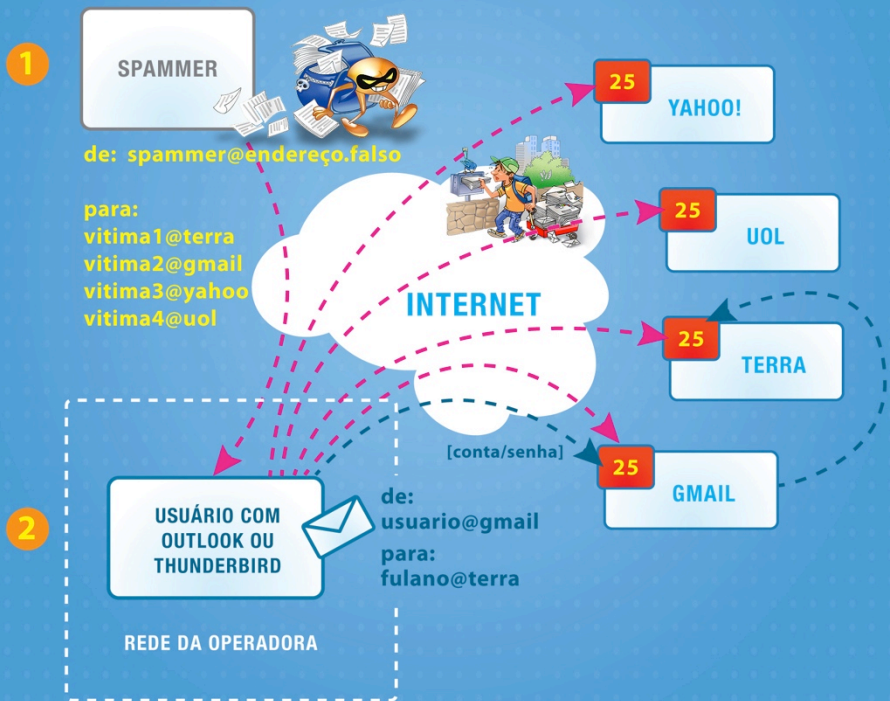 1
SPAMMER
de: spammer@endereço.falso
para:
vitima1@terra
vitima2@gmail
vitima3@yahoo
vitima4@uol
INTERNET
25
YAHOO!
25
UOL
25
TERRA
[conta/senha]
25
GMAIL
2
USUÁRIO COM
OUTLOOK OU
THUNDERBIRD
de:
usuario@gmail
para:
fulano@terra
REDE DA OPERADORA